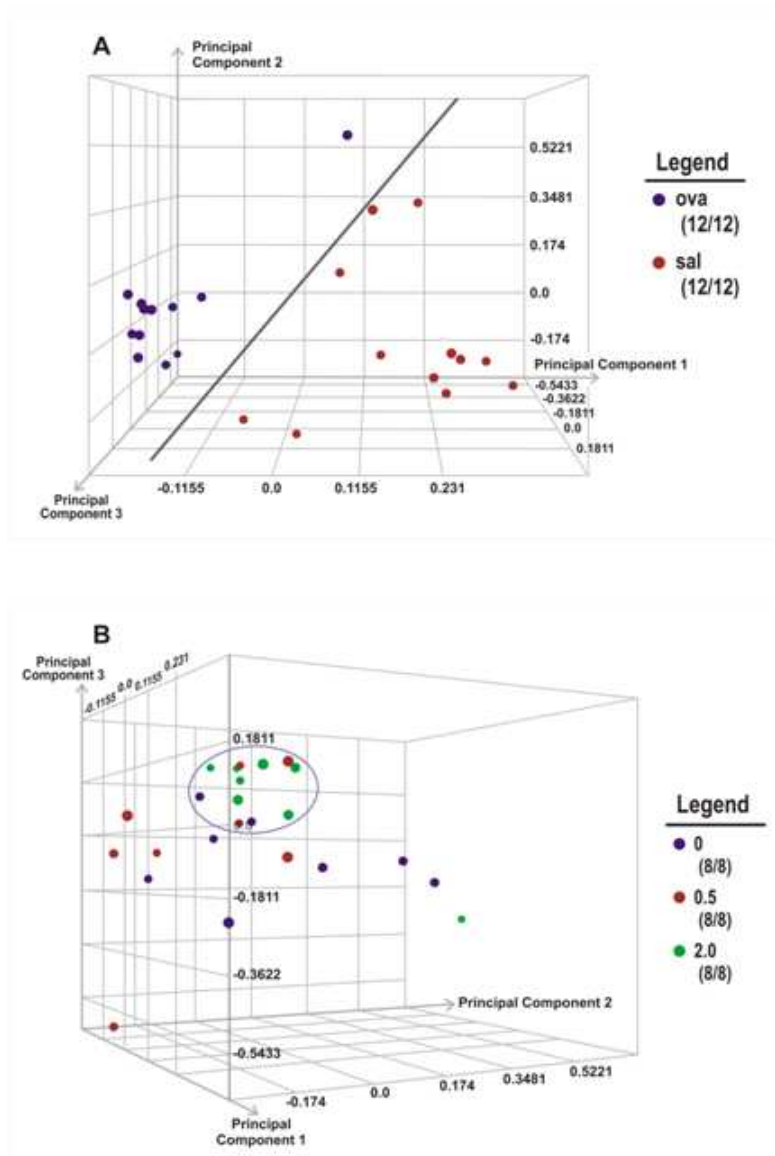 A
Principal
Component 2
0.5221
0.3481
0.174
0.0
-0.174
Principal Component 1
-0.5433
-0.3622
-0.1811
0.0
0.1811
Principal
Component 3
-0.1155
0.0
0.1155
0.231
Legend
ova
(12/12)
sal
(12/12)
B
Principal
Component 3
-0.1155
0.0
0.1155
0.231
0.1811
-0.1811
-0.3622
-0.5433
Principal Component 2
-0.174
0.0
0.174
0.3481
0.5221
Principal
Component 1
Legend
0
(8/8)
0.5
(8/8)
2.0
(8/8)